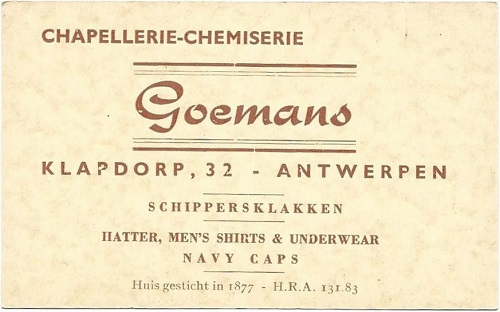 CHAPELLERIE-CHEMISERIE
Goemans
KLAPDORP, 32 - ANTWERPEN
SCHIPPERSKLAKKEN
HATTER, MEN'S SHIRTS & UNDERWEAR
NAVY CAPS
Huis gesticht in 1877 - H.R.A. 131.83